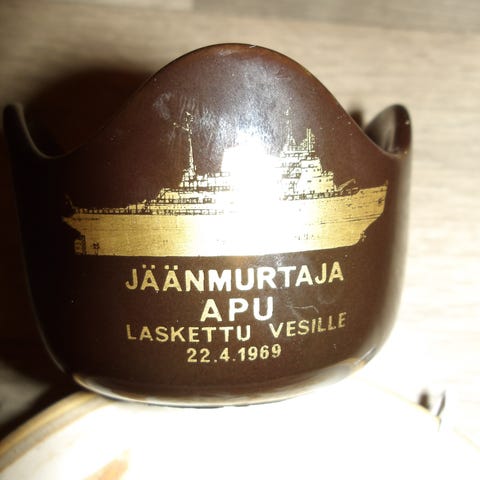 JÄÄNMURTAJA
APU
LASKETTU VESILLE
22.4.1969